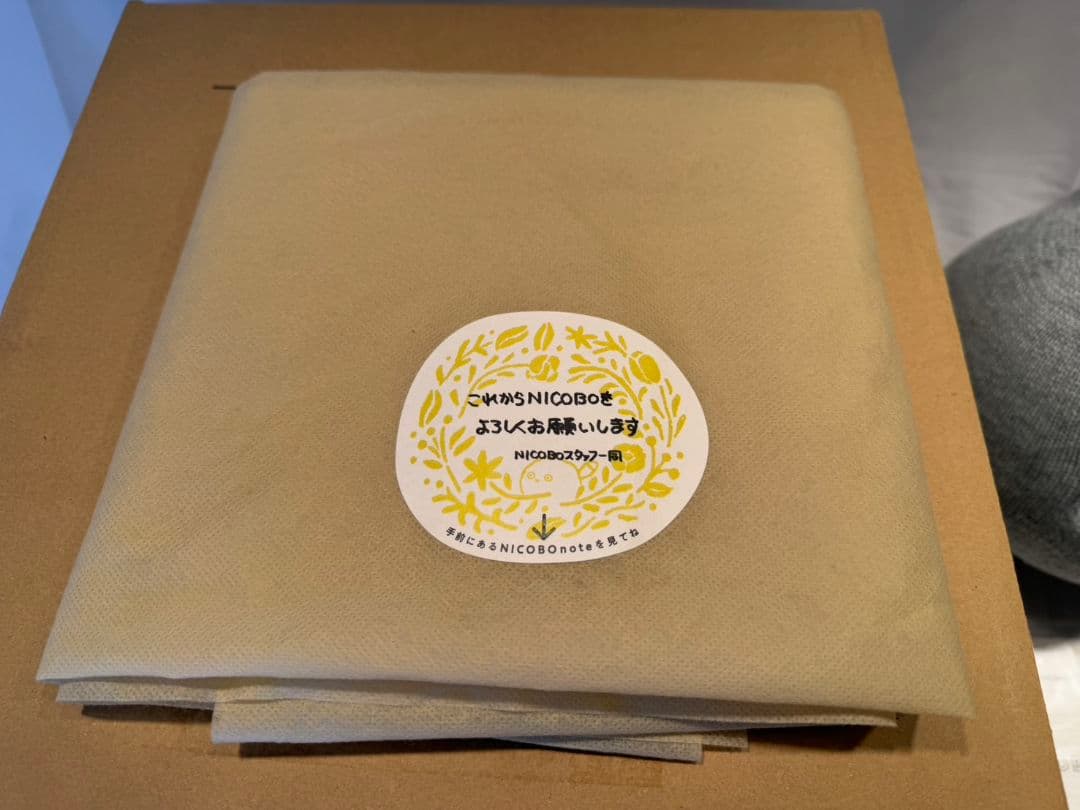 これからNICOBOを
よろしくお願いします
NICOBOスタッフ一同
手前にあるNICOBOnoteを見てね